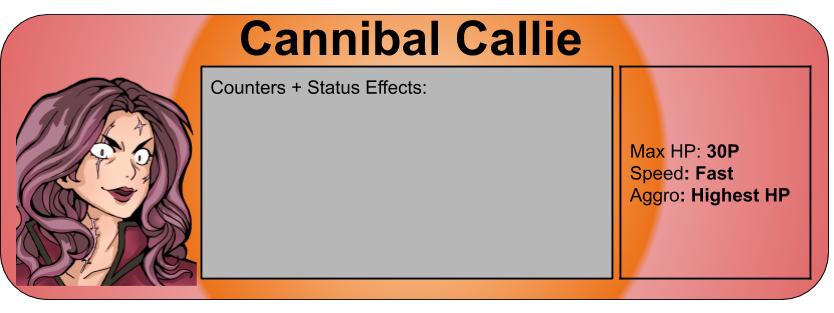 Cannibal Callie
Counters + Status Effects:
Max HP: 30P
Speed: Fast
Aggro: Highest HP